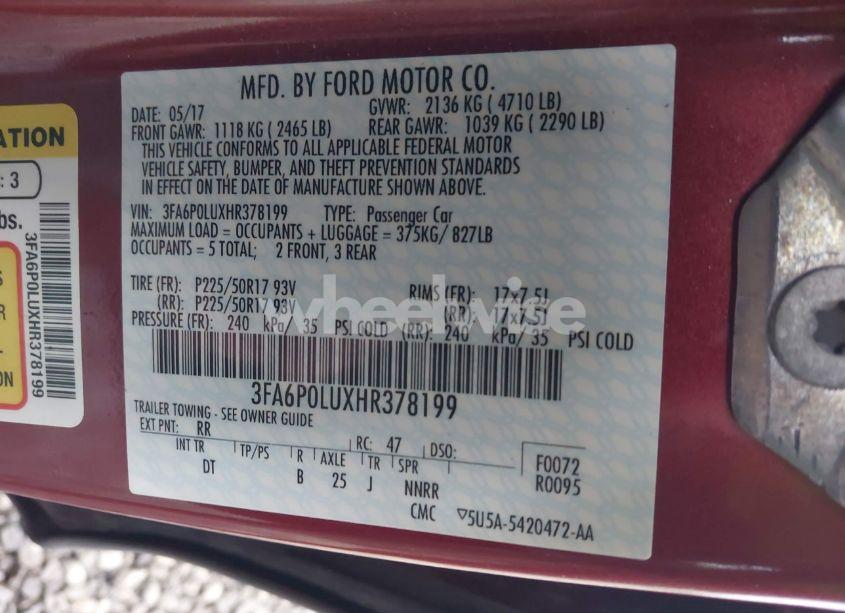 MFD. BY FORD MOTOR CO.
DATE: 05/17 GVWR: 2136 KG ( 4710 LB)
FRONT GAWR: 1118 KG ( 2465 LB) REAR GAWR: 1039 KG ( 2290 LB)
THIS VEHICLE CONFORMS TO ALL APPLICABLE FEDERAL MOTOR
VEHICLE SAFETY, BUMPER, AND THEFT PREVENTION STANDARDS
IN EFFECT ON THE DATE OF MANUFACTURE SHOWN ABOVE.
VIN: 3FA6P0LUXHR378199 TYPE: Passenger Car
MAXIMUM LOAD = OCCUPANTS + LUGGAGE = 375KG/ 827LB
OCCUPANTS = 5 TOTAL; 2 FRONT, 3 REAR
TIRE (FR): P225/50R17 93V RIMS (FR): 17x7.5J
(RR): P225/50R17 93V (RR): 17x7.5J
PRESSURE (FR): 240 kPa/ 35 PSI COLD (RR): 240 kPa/ 35 PSI COLD
wheelwise
3FA6P0LUXHR378199
TRAILER TOWING - SEE OWNER GUIDE
EXT PNT: RR RC: 47 DSO:
INT TR TP/PS R AXLE TR SPR F0072
DT B 25 J NNRR R0095
CMC ▽5U5A-5420472-AA
ATION
: 3
bs.
S
R
-
3FA6P0LUXHR378199